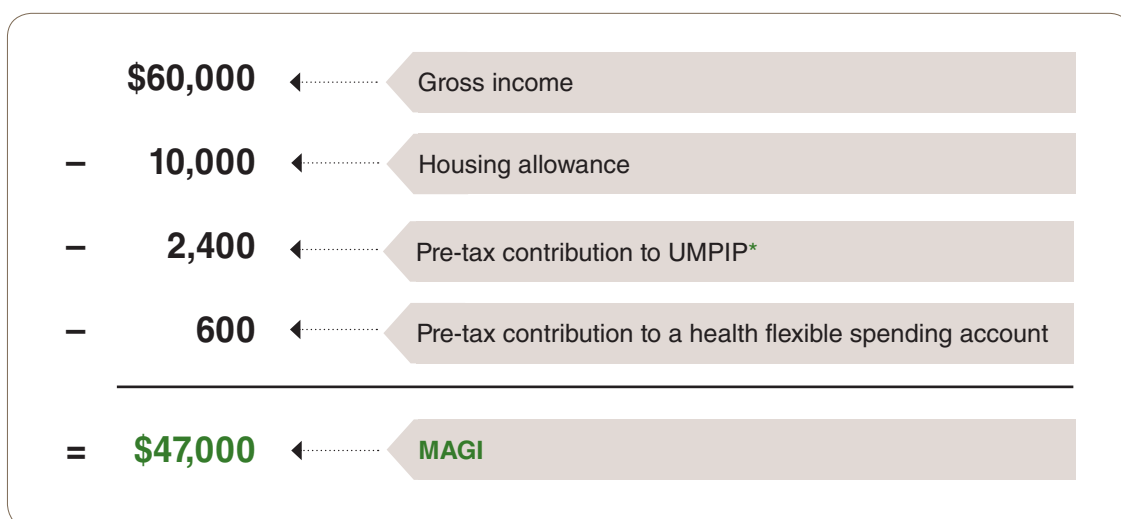 $60,000 Gross income
– 10,000 Housing allowance
– 2,400 Pre-tax contribution to UMPIP*
– 600 Pre-tax contribution to a health flexible spending account
= $47,000 MAGI